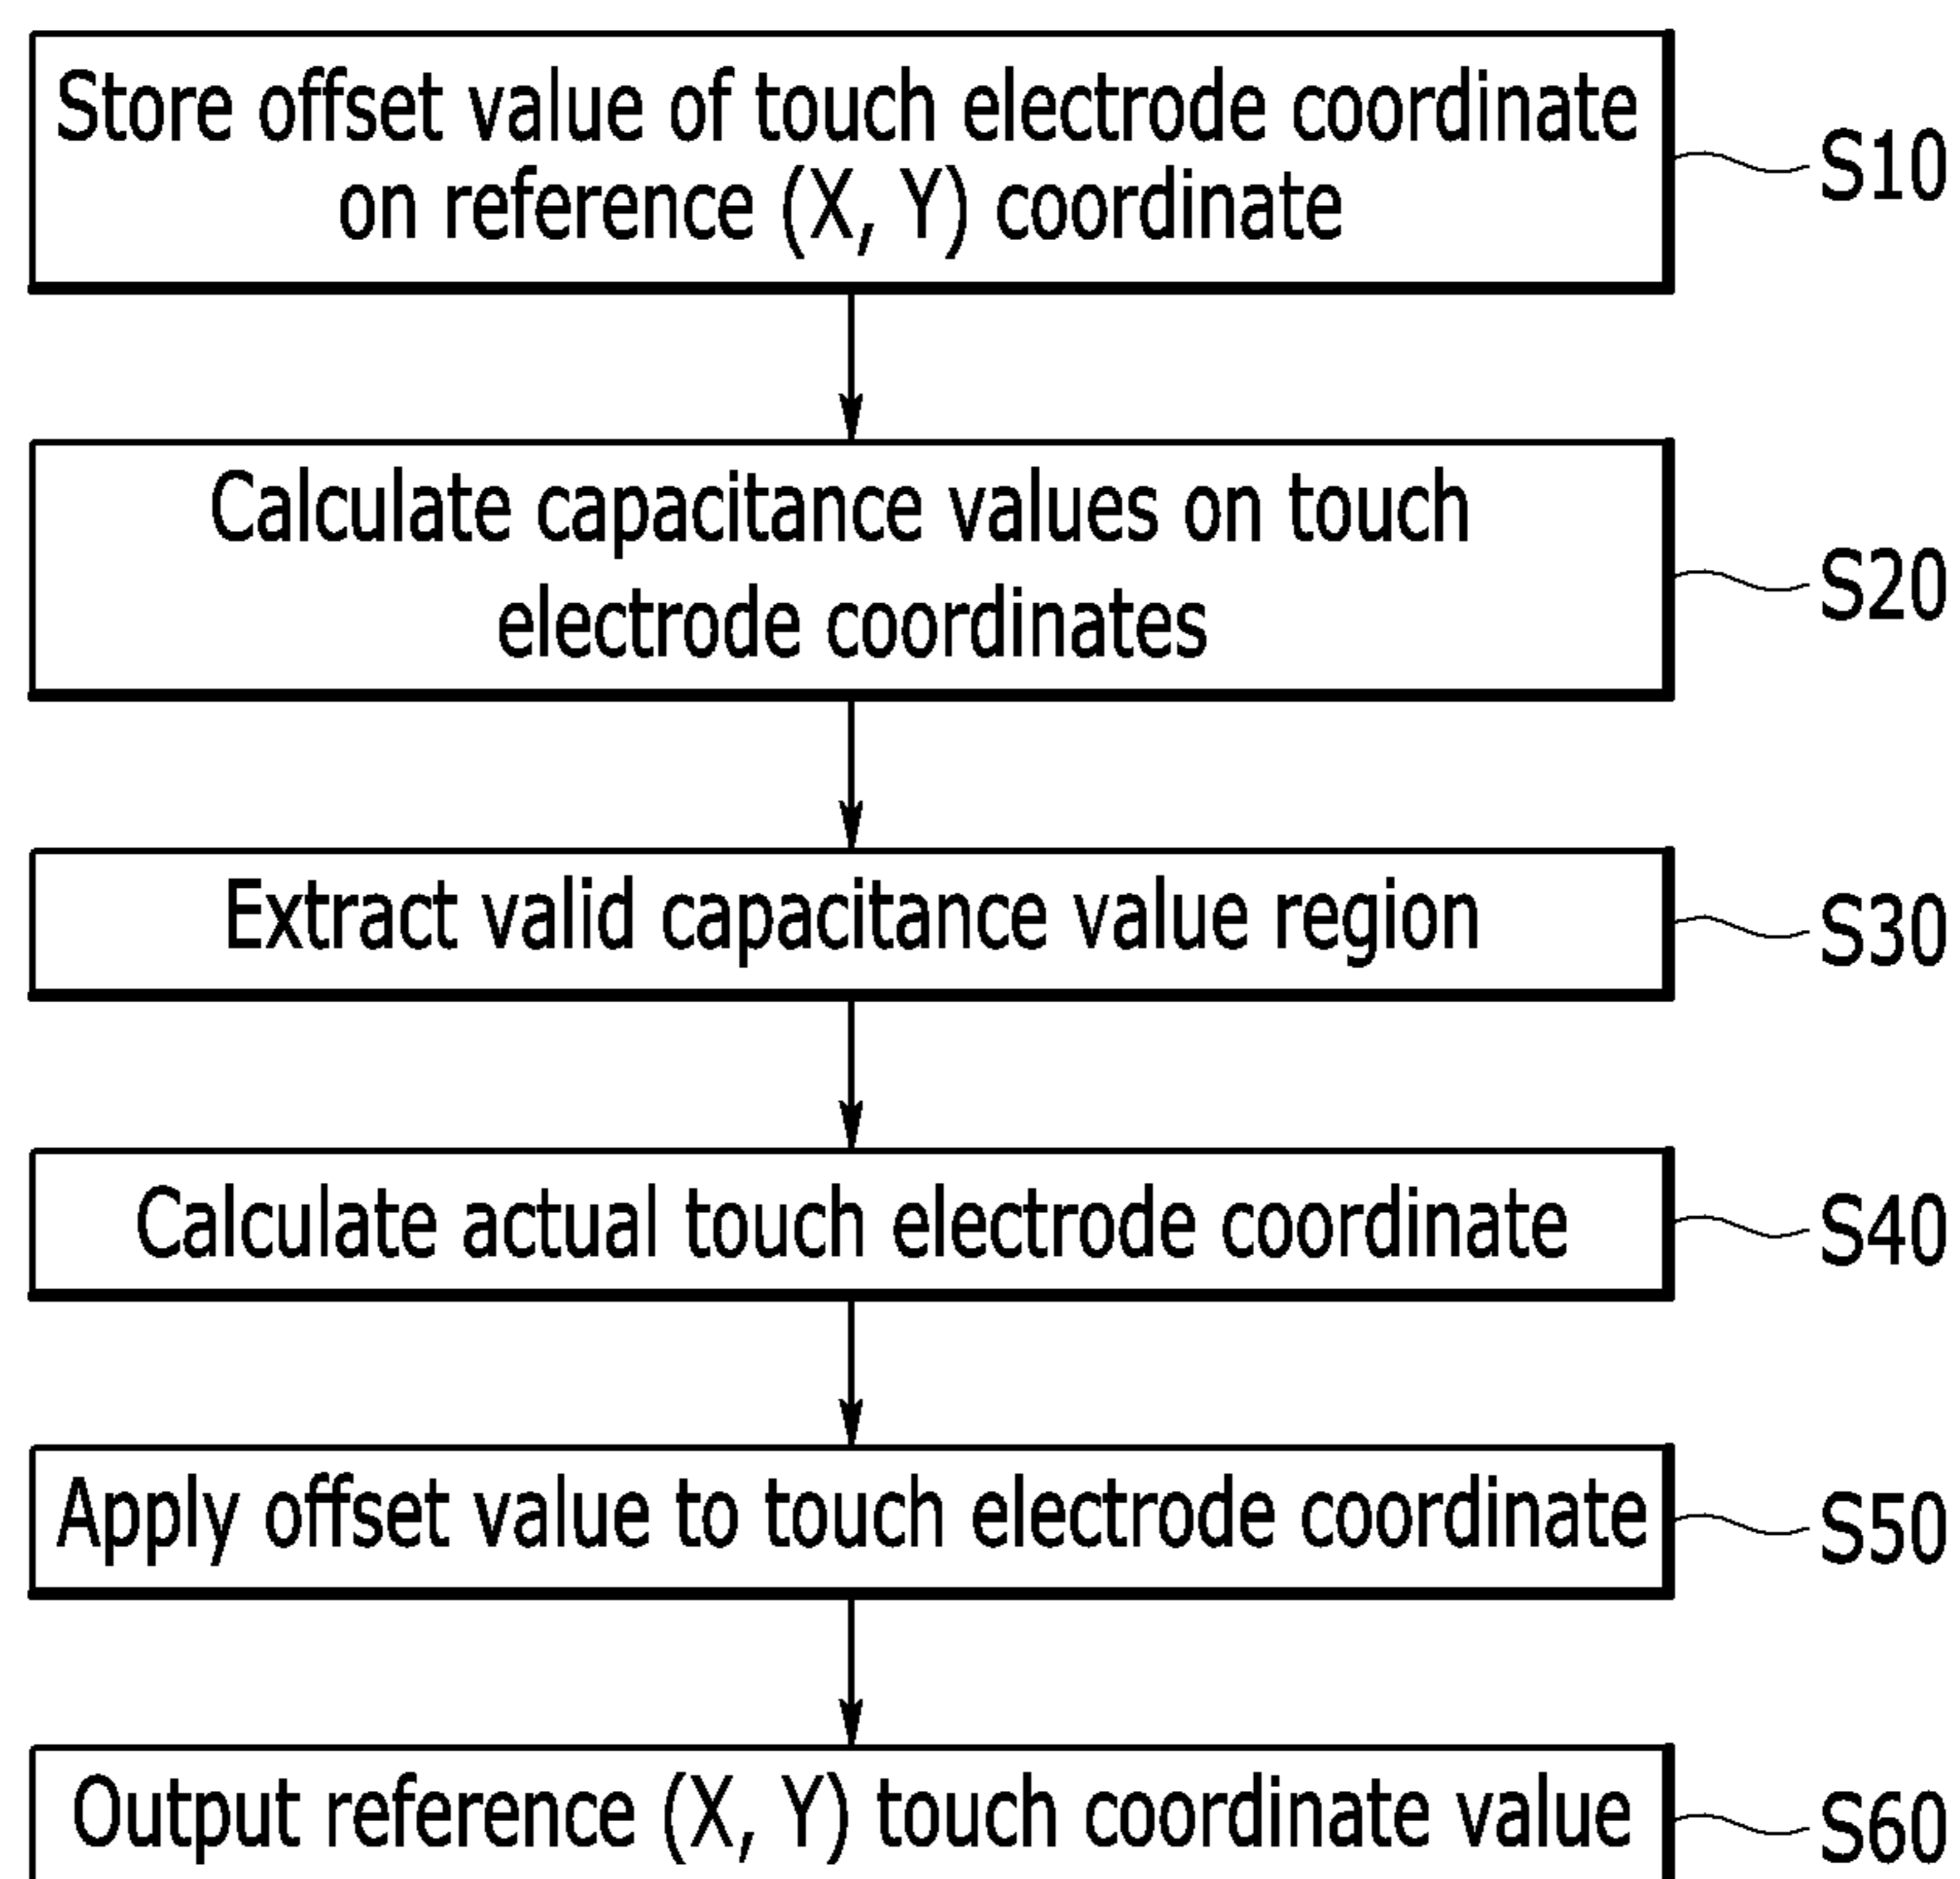 Store offset value of touch electrode coordinate
on reference (X, Y) coordinate
S10
Calculate capacitance values on touch
electrode coordinates
S20
Extract valid capacitance value region
S30
Calculate actual touch electrode coordinate
S40
Apply offset value to touch electrode coordinate
S50
Output reference (X, Y) touch coordinate value
S60